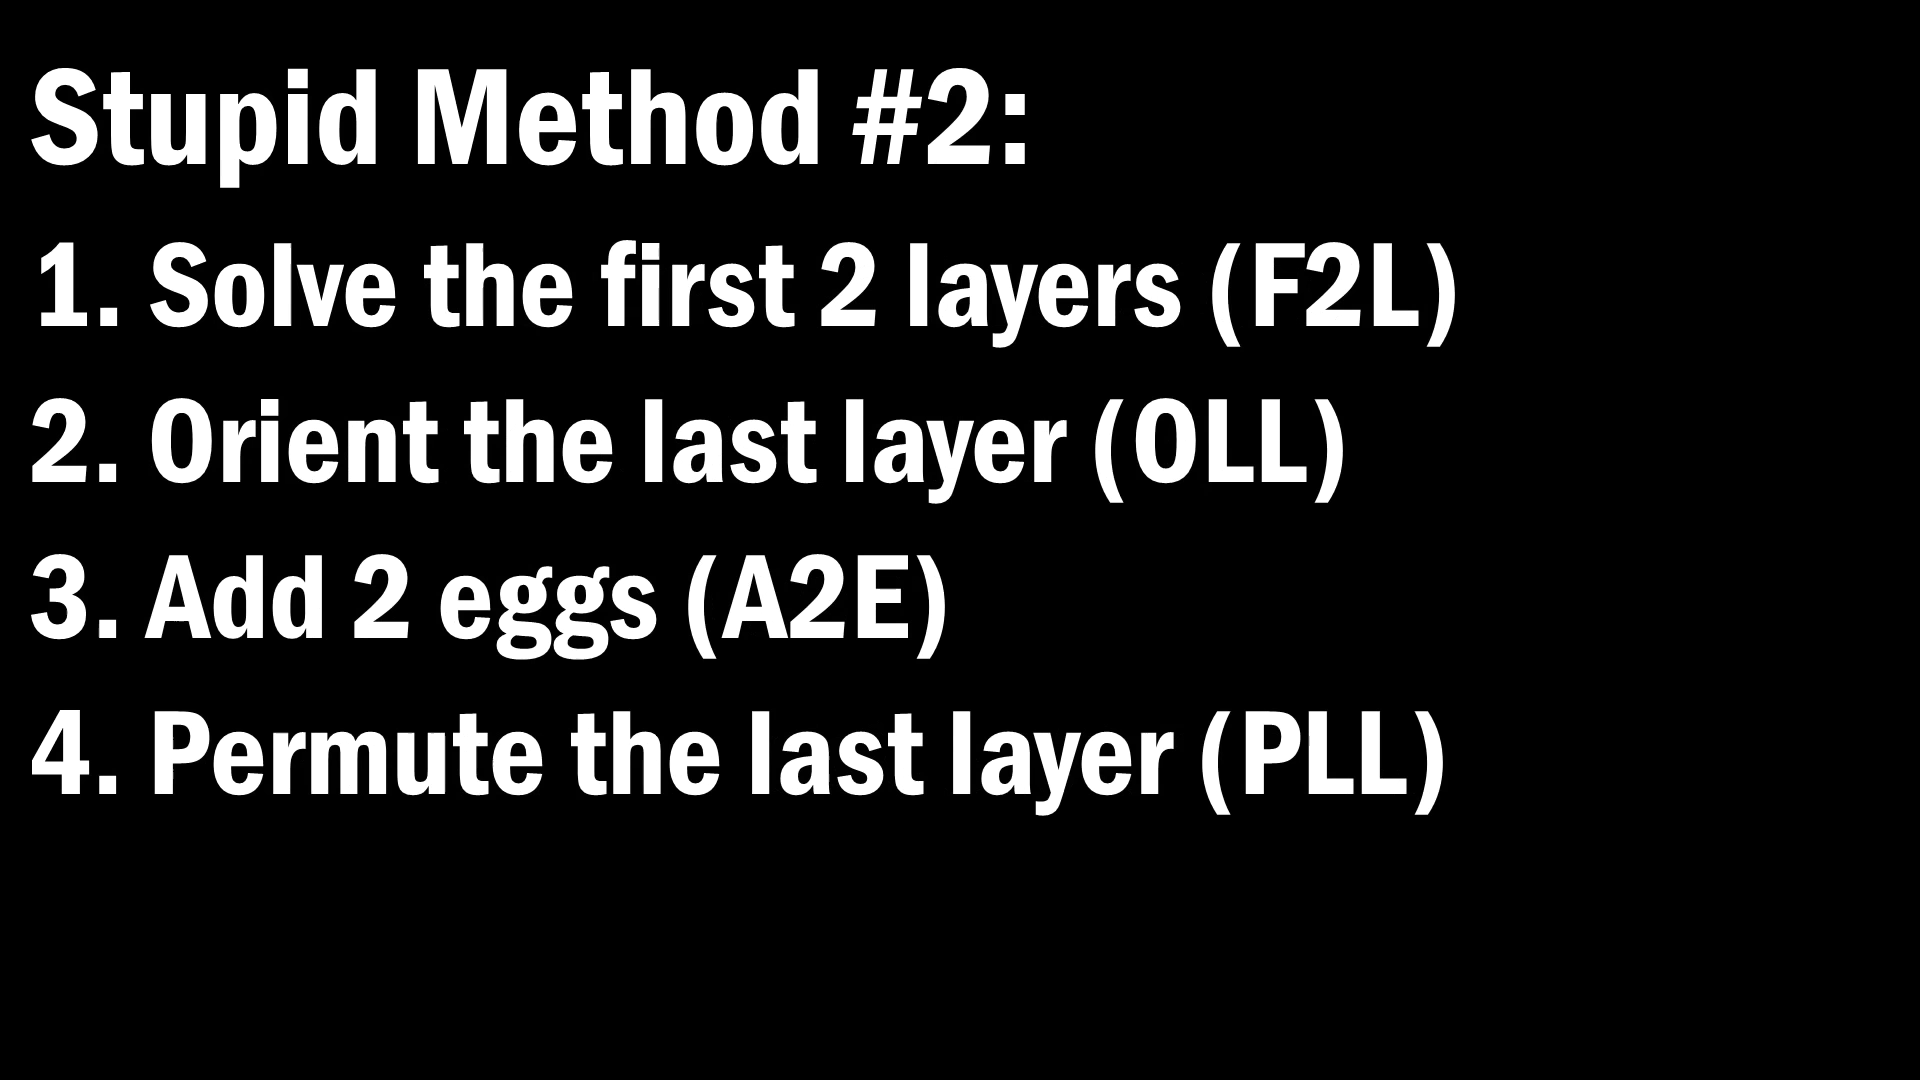 Stupid Method #2:
1. Solve the first 2 layers (F2L)
2. Orient the last layer (OLL)
3. Add 2 eggs (A2E)
4. Permute the last layer (PLL)